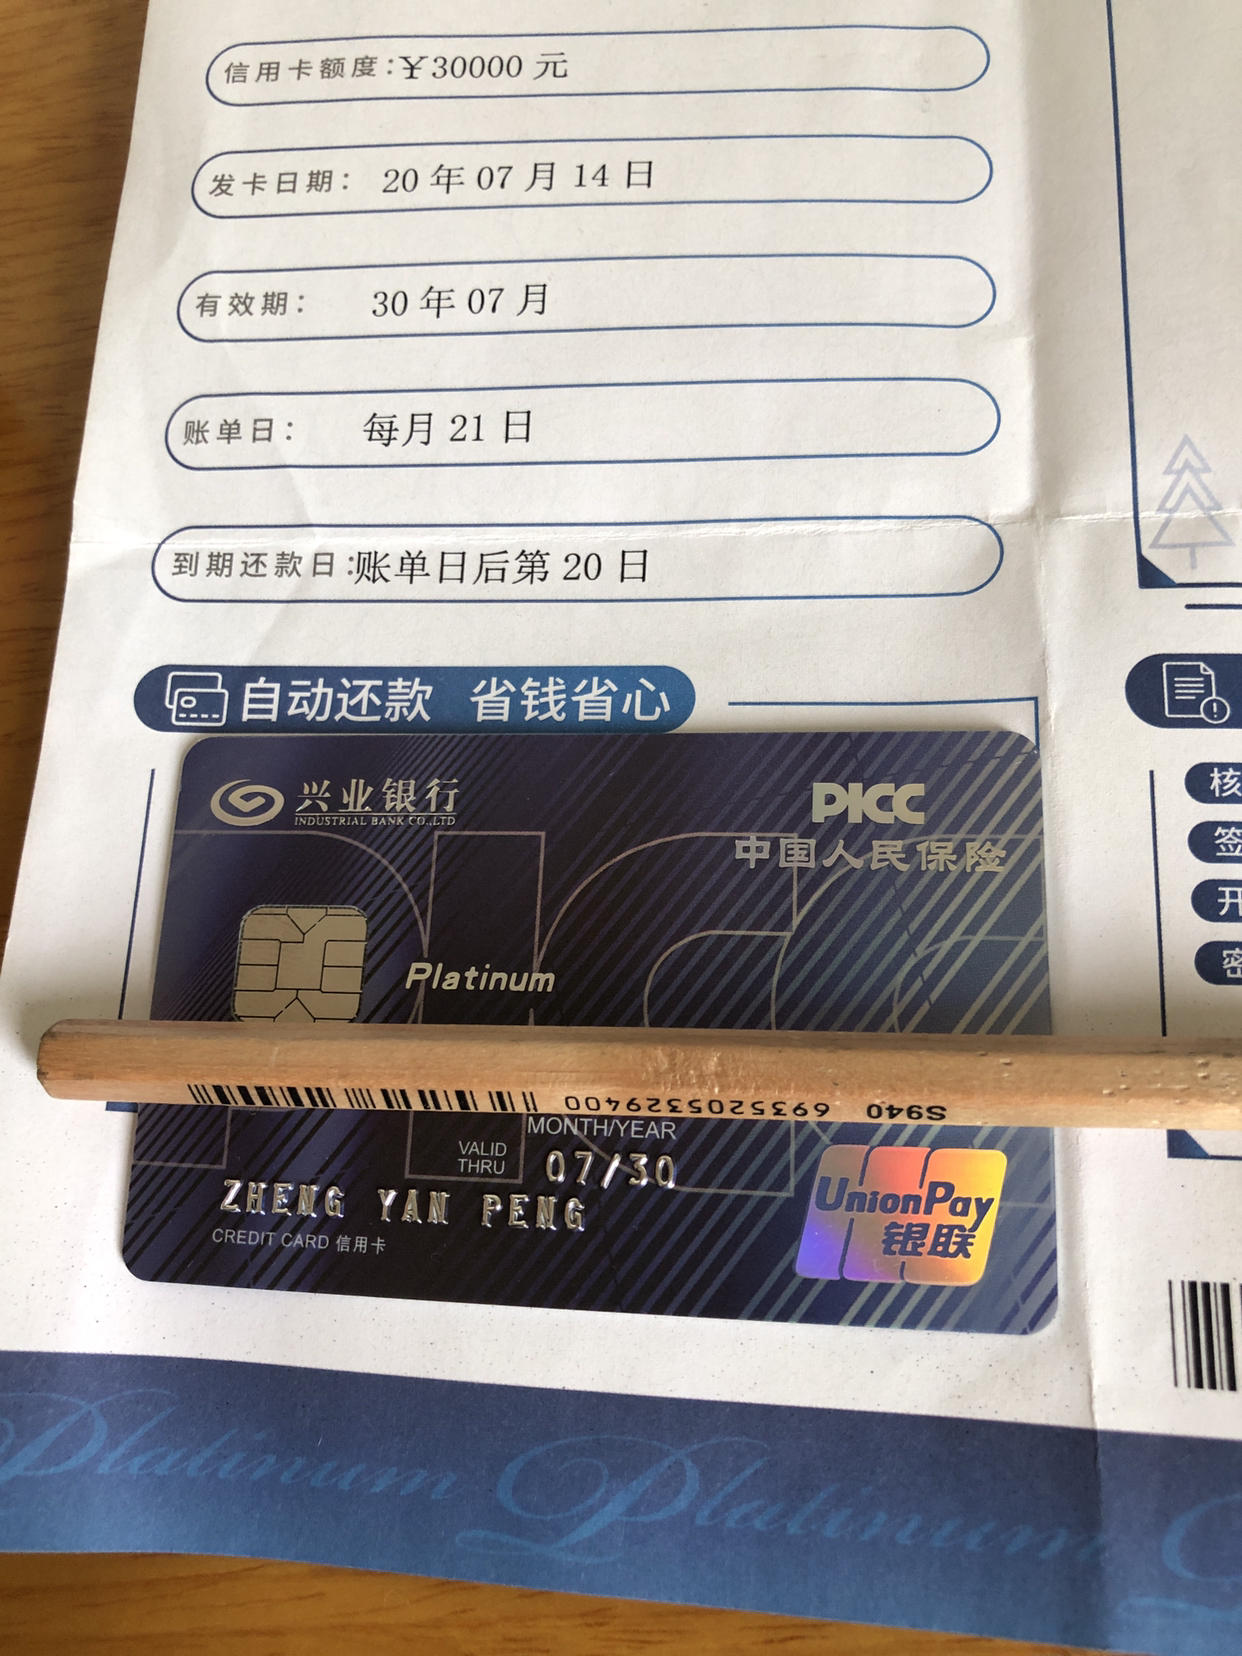 信用卡额度:￥30000 元
发卡日期： 20 年 07 月 14 日
有效期： 30 年 07 月
账单日： 每月 21 日
到期还款日:账单日后第 20 日
自动还款 省钱省心
兴业银行
INDUSTRIAL BANK CO.,LTD
PICC
中国人民保险
Platinum
6935205329400 S940
MONTH/YEAR
VALID
THRU
07/30
ZHENG YAN PENG
CREDIT CARD 信用卡
UnionPay
银联
核
签
开
密
Platinum Platinum